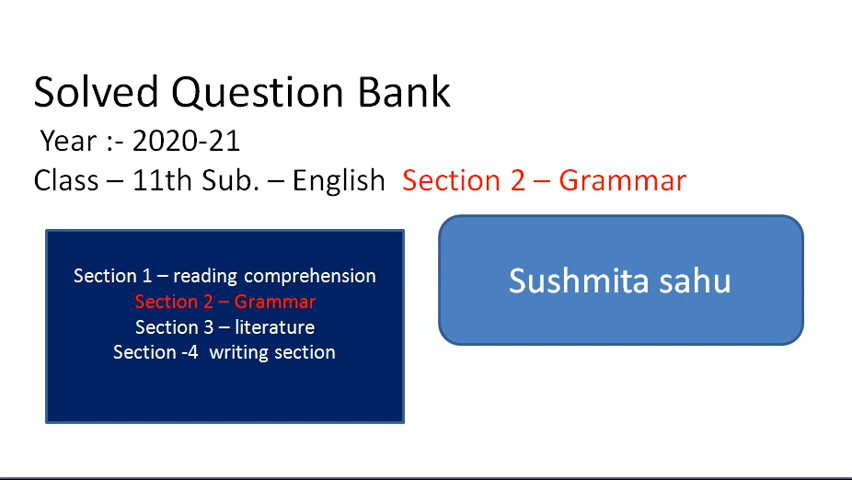 Solved Question Bank
Year :- 2020-21
Class – 11th Sub. – English Section 2 – Grammar
Section 1 – reading comprehension
Section 2 – Grammar
Section 3 – literature
Section -4 writing section
Sushmita sahu